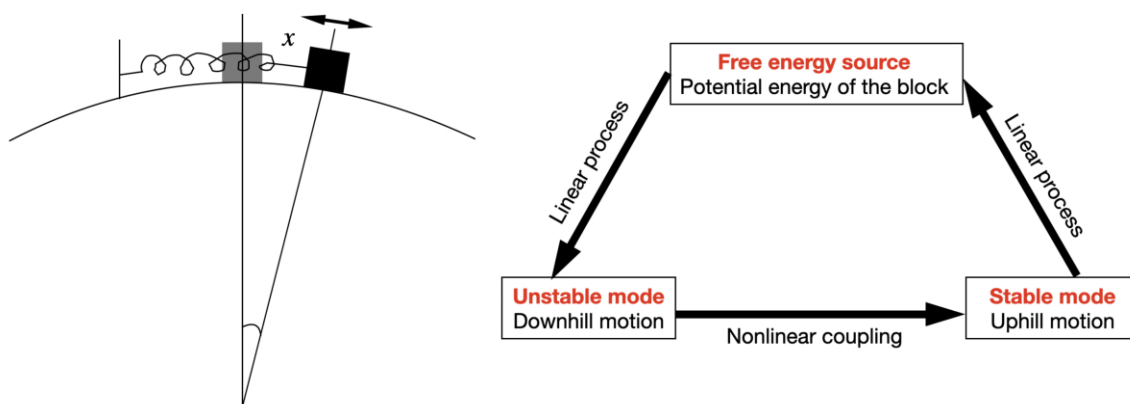 x
Free energy source
Potential energy of the block
Linear process
Linear process
Unstable mode
Downhill motion
Nonlinear coupling
Stable mode
Uphill motion